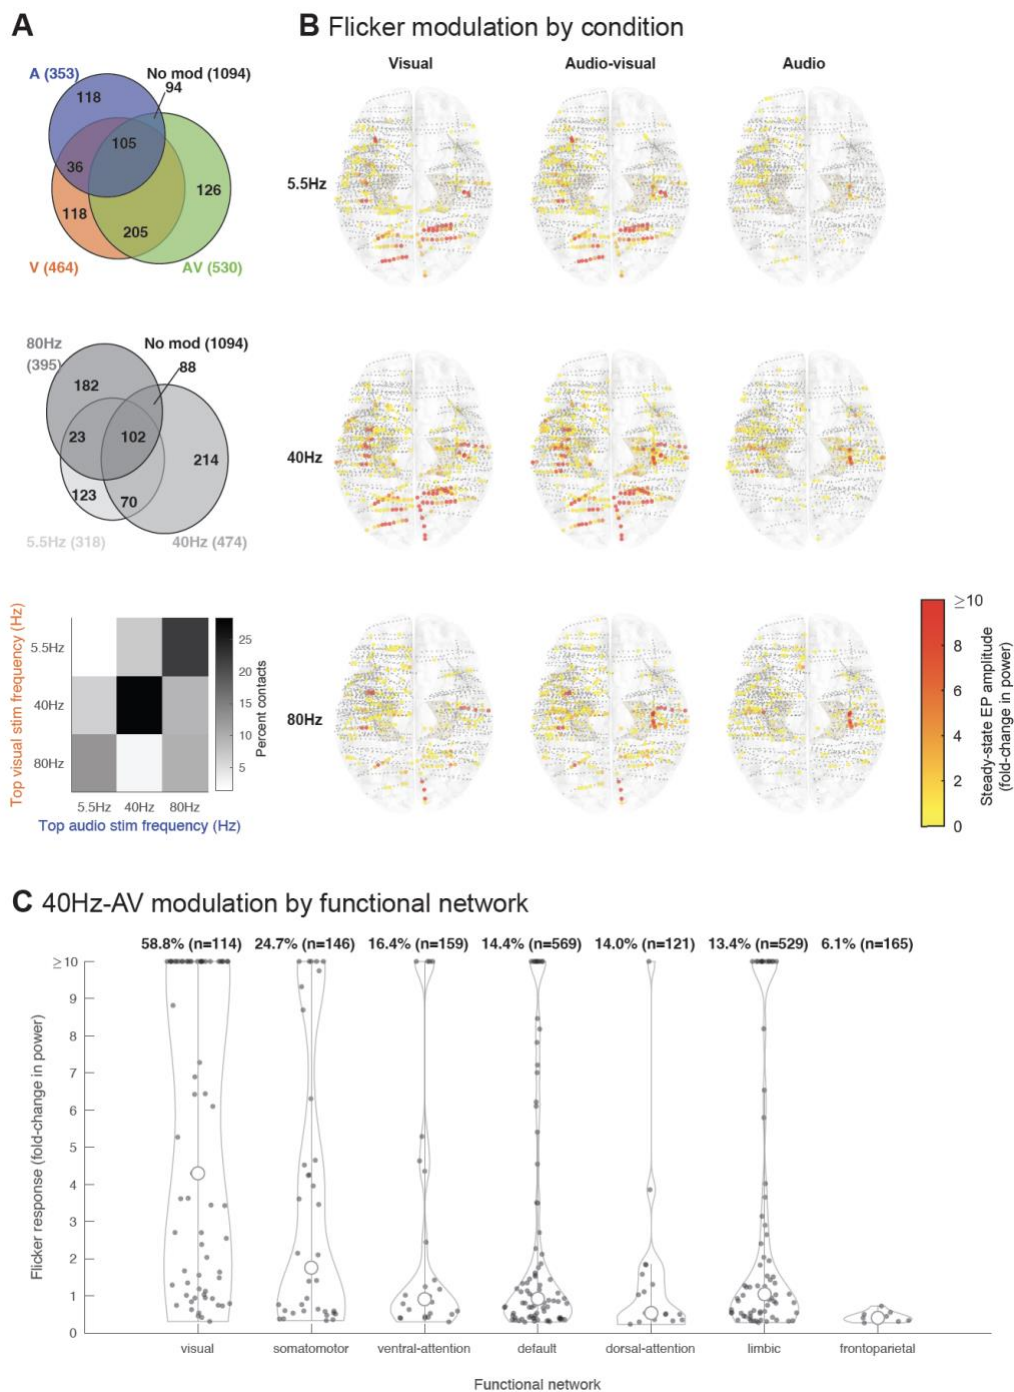 A
A (353)
No mod (1094)
94
118
105
36
126
118
205
V (464)
AV (530)
80Hz
(395)
No mod (1094)
88
182
23
102
214
123
70
5.5Hz (318)
40Hz (474)
Top visual stim frequency (Hz)
5.5Hz
40Hz
80Hz
5.5Hz 40Hz 80Hz
Top audio stim frequency (Hz)
25
20
15
10
5
Percent contacts
B Flicker modulation by condition
Visual Audio-visual Audio
5.5Hz
40Hz
80Hz
≥10
8
6
4
2
0
Steady-state EP amplitude
(fold-change in power)
C 40Hz-AV modulation by functional network
58.8% (n=114) 24.7% (n=146) 16.4% (n=159) 14.4% (n=569) 14.0% (n=121) 13.4% (n=529) 6.1% (n=165)
≥ 10
9
8
7
6
5
4
3
2
1
0
Flicker response (fold-change in power)
visual somatomotor ventral-attention default dorsal-attention limbic frontoparietal
Functional network